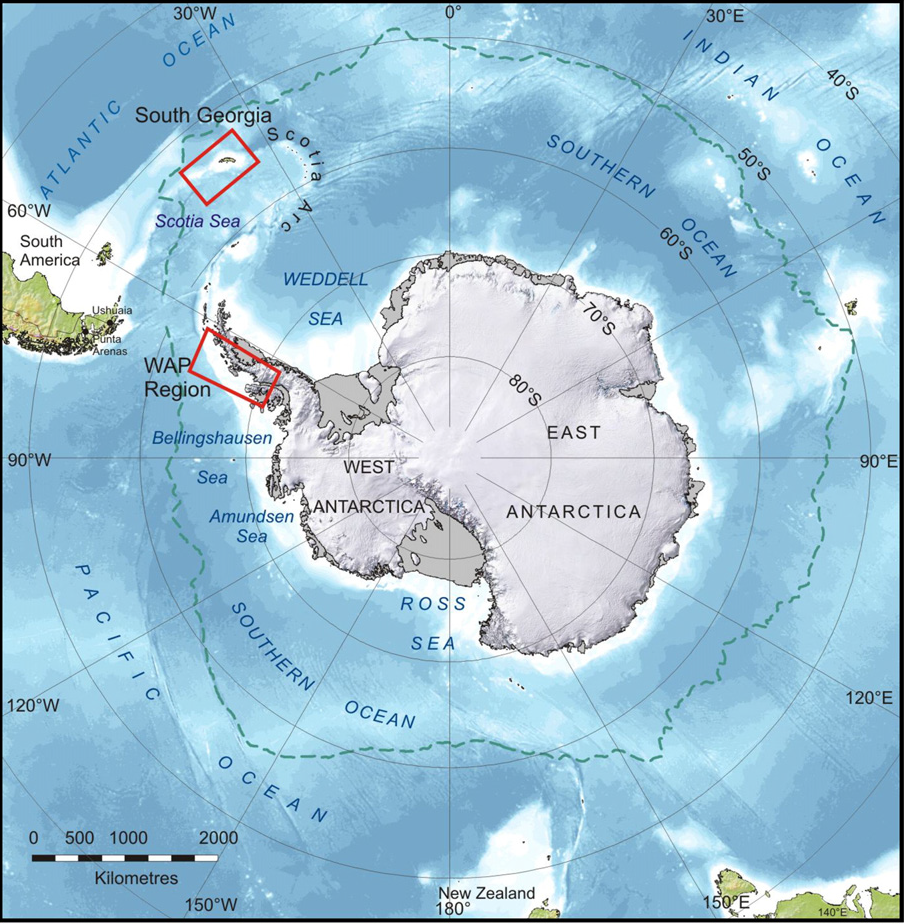 30°W
0°
30°E
ATLANTIC OCEAN
INDIAN OCEAN
40°S
South Georgia
Scotia Arc
50°S
SOUTHERN OCEAN
60°W
Scotia Sea
60°S
South
America
WEDDELL
SEA
Ushuaia
Punta
Arenas
70°S
WAP
Region
80°S
Bellingshausen
Sea
EAST
ANTARCTICA
90°W
90°E
WEST
ANTARCTICA
Amundsen
Sea
ROSS
SEA
PACIFIC OCEAN
SOUTHERN OCEAN
120°W
120°E
0 500 1000 2000
Kilometres
150°W
New Zealand
180°
150°E
140°E